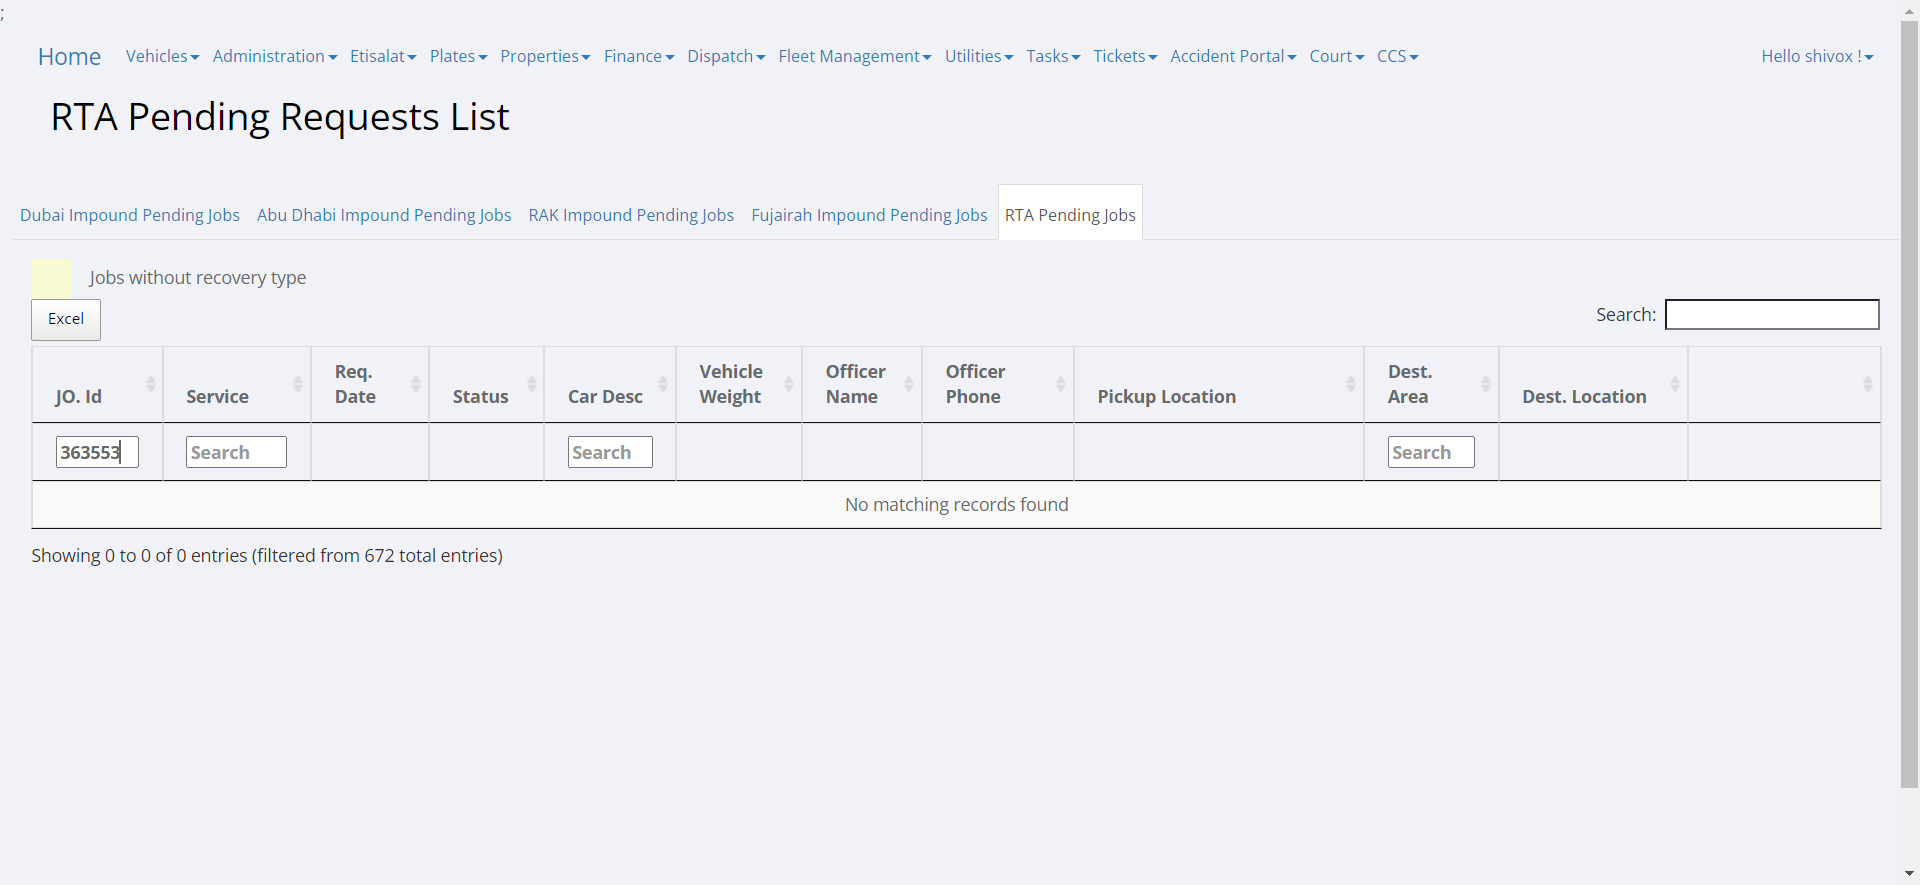 ;
Home Vehicles Administration Etisalat Plates Properties Finance Dispatch Fleet Management Utilities Tasks Tickets Accident Portal Court CCS Hello shivox !
RTA Pending Requests List
Dubai Impound Pending Jobs Abu Dhabi Impound Pending Jobs RAK Impound Pending Jobs Fujairah Impound Pending Jobs RTA Pending Jobs
Jobs without recovery type
Excel Search:
JO. Id Service Req. Date Status Car Desc Vehicle Weight Officer Name Officer Phone Pickup Location Dest. Area Dest. Location
363553 Search Search Search
No matching records found
Showing 0 to 0 of 0 entries (filtered from 672 total entries)